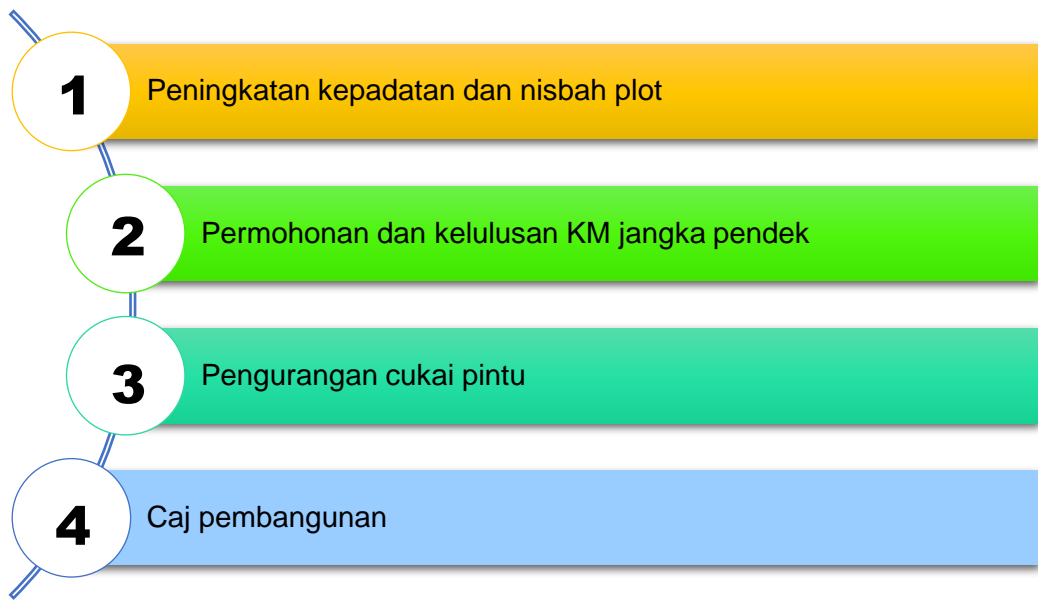 1
Peningkatan kepadatan dan nisbah plot
2
Permohonan dan kelulusan KM jangka pendek
3
Pengurangan cukai pintu
4
Caj pembangunan